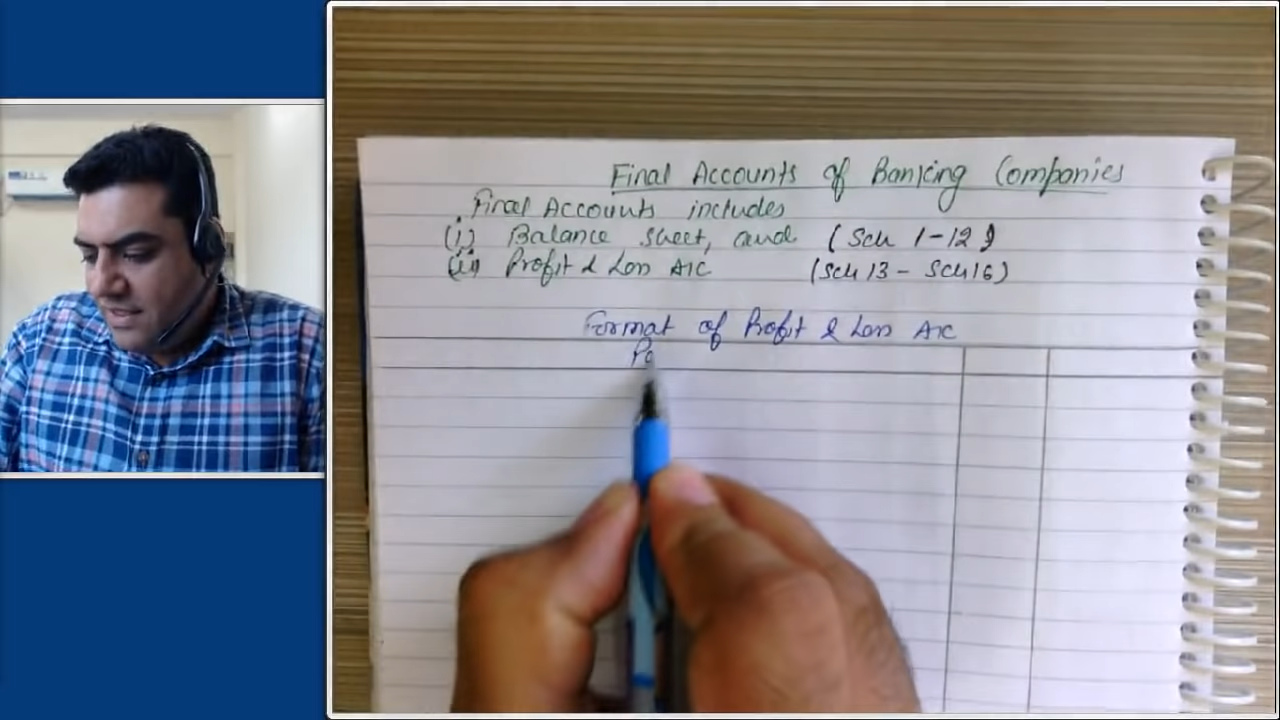 Final Accounts of Banking Companies
Final Accounts includes
(i) Balance sheet, and (Sch 1-12)
(ii) Profit & Loss A/C (Sch 13 - Sch 16)
Format of Profit & Loss A/C
Pa